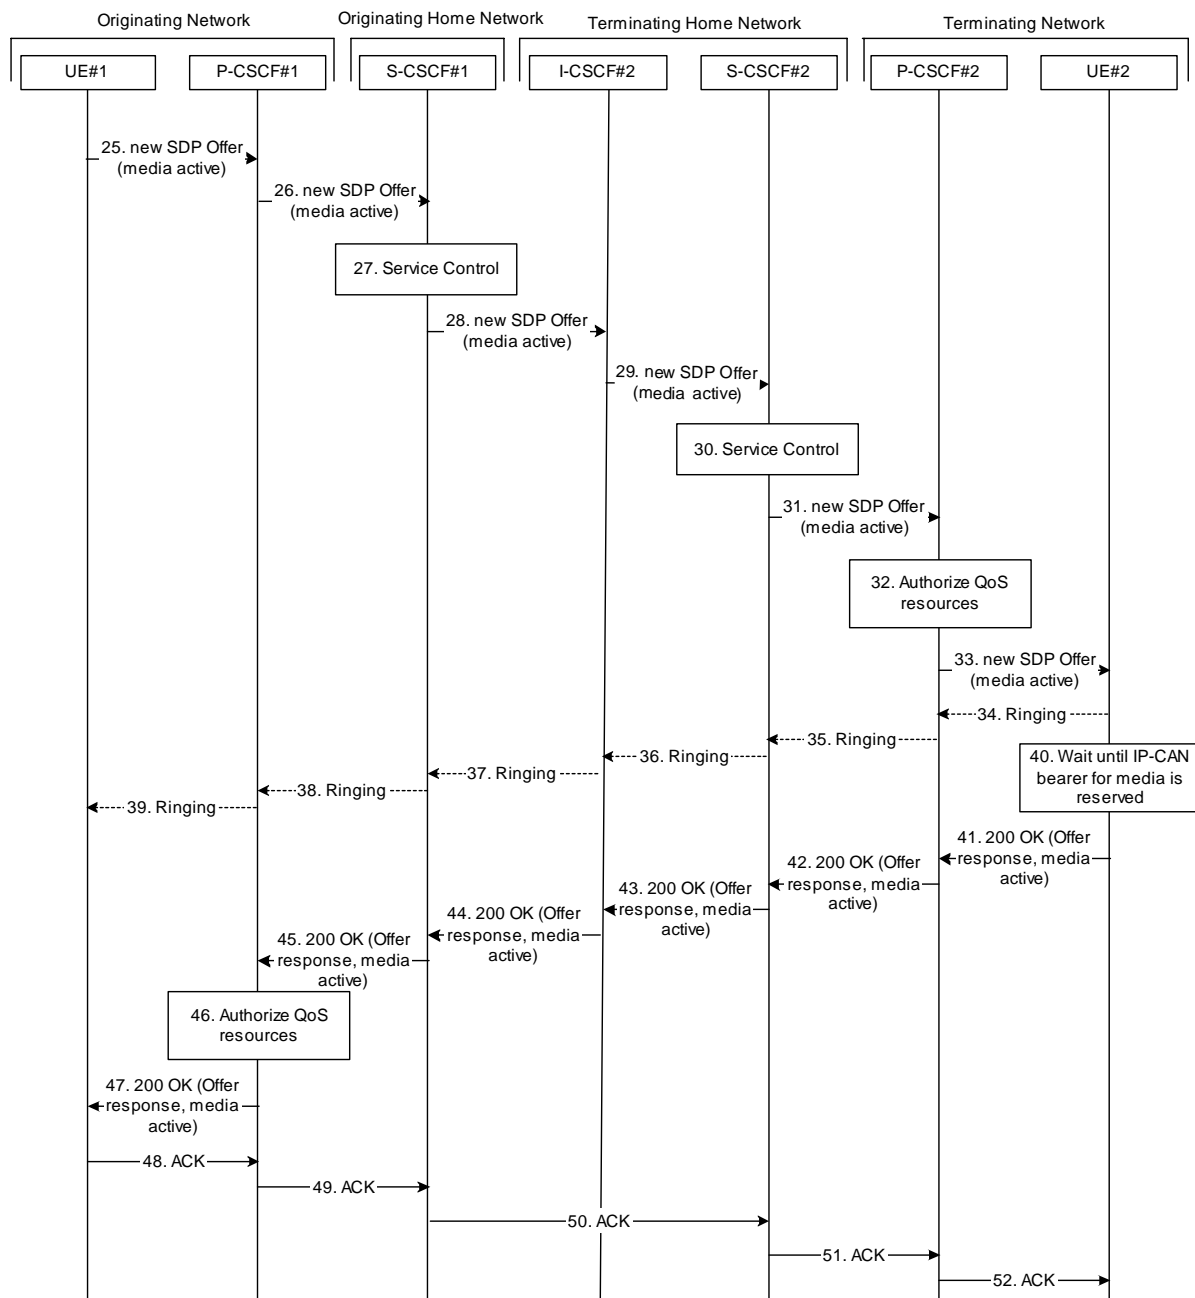 Originating Network
Originating Home Network
Terminating Home Network
Terminating Network
UE#1
P-CSCF#1
S-CSCF#1
I-CSCF#2
S-CSCF#2
P-CSCF#2
UE#2
25. new SDP Offer
(media active)
26. new SDP Offer
(media active)
27. Service Control
28. new SDP Offer
(media active)
29. new SDP Offer
(media active)
30. Service Control
31. new SDP Offer
(media active)
32. Authorize QoS
resources
33. new SDP Offer
(media active)
34. Ringing
35. Ringing
36. Ringing
37. Ringing
38. Ringing
39. Ringing
40. Wait until IP-CAN
bearer for media is
reserved
41. 200 OK (Offer
response, media
active)
42. 200 OK (Offer
response, media
active)
43. 200 OK (Offer
response, media
active)
44. 200 OK (Offer
response, media
active)
45. 200 OK (Offer
response, media
active)
46. Authorize QoS
resources
47. 200 OK (Offer
response, media
active)
48. ACK
49. ACK
50. ACK
51. ACK
52. ACK